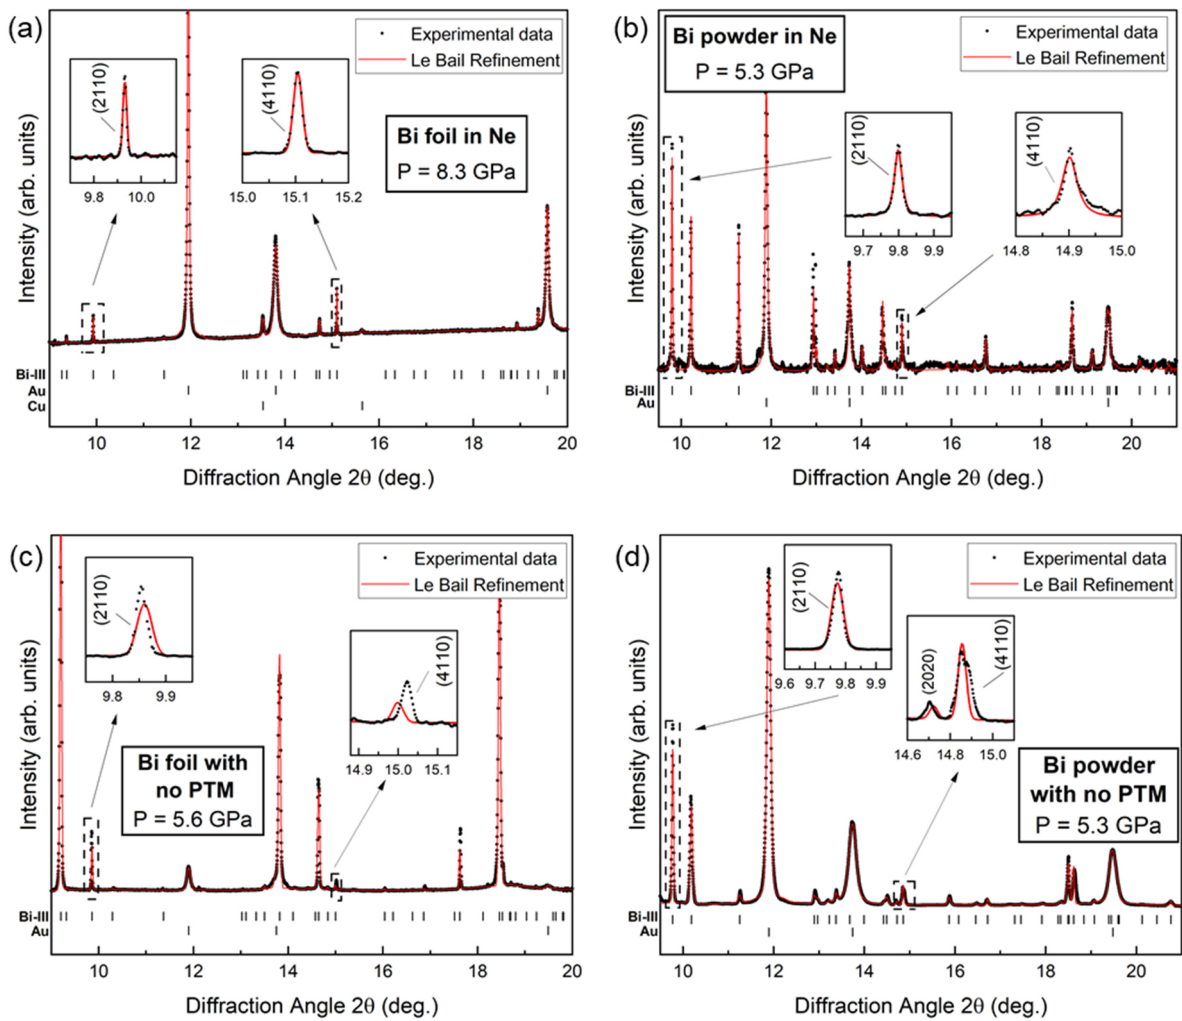 (a)
Experimental data
Le Bail Refinement
(2110)
9.8 10.0
(4110)
15.0 15.1 15.2
Bi foil in Ne
P = 8.3 GPa
Intensity (arb. units)
Bi-III
Au
Cu
10 12 14 16 18 20
Diffraction Angle 2θ (deg.)
(b)
Bi powder in Ne
P = 5.3 GPa
Experimental data
Le Bail Refinement
(2110)
9.7 9.8 9.9
(4110)
14.8 14.9 15.0
Intensity (arb. units)
Bi-III
Au
10 12 14 16 18 20
Diffraction Angle 2θ (deg.)
(c)
Experimental data
Le Bail Refinement
(2110)
9.8 9.9
(4110)
14.9 15.0 15.1
Bi foil with
no PTM
P = 5.6 GPa
Intensity (arb. units)
Bi-III
Au
10 12 14 16 18 20
Diffraction Angle 2θ (deg.)
(d)
Experimental data
Le Bail Refinement
(2110)
9.6 9.7 9.8 9.9
(2020)
(4110)
14.6 14.8 15.0
Bi powder
with no PTM
P = 5.3 GPa
Intensity (arb. units)
Bi-III
Au
10 12 14 16 18 20
Diffraction Angle 2θ (deg.)